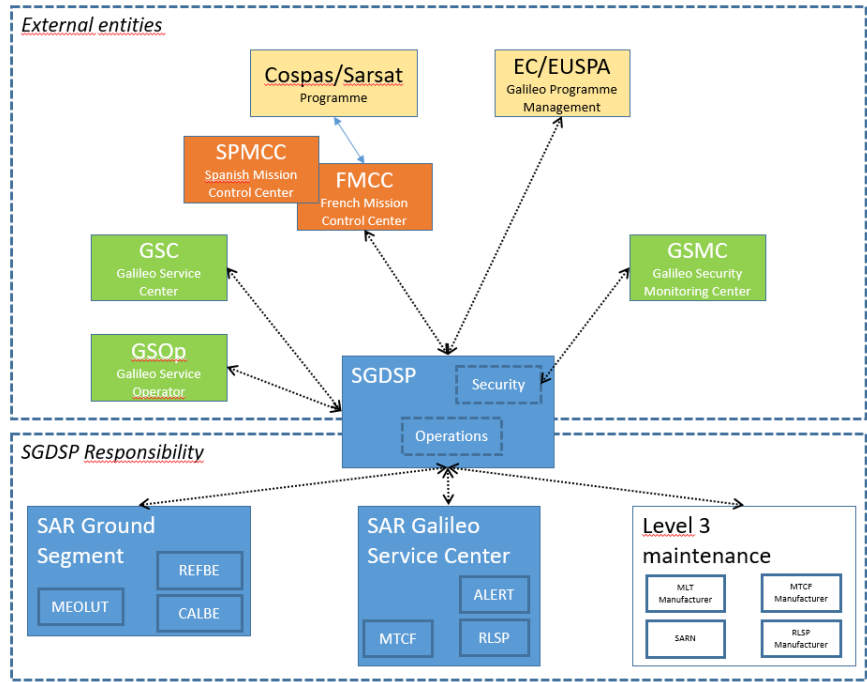 External entities
Cospas/Sarsat
Programme
EC/EUSPA
Galileo Programme
Management
SPMCC
Spanish Mission
Control Center
FMCC
French Mission
Control Center
GSC
Galileo Service
Center
GSMC
Galileo Security
Monitoring Center
GSOp
Galileo Service
Operator
SGDSP
Security
Operations
SGDSP Responsibility
SAR Ground
Segment
REFBE
MEOLUT
CALBE
SAR Galileo
Service Center
ALERT
MTCF
RLSP
Level 3
maintenance
MLT
Manufacturer
MTCF
Manufacturer
SARN
RLSP
Manufacturer